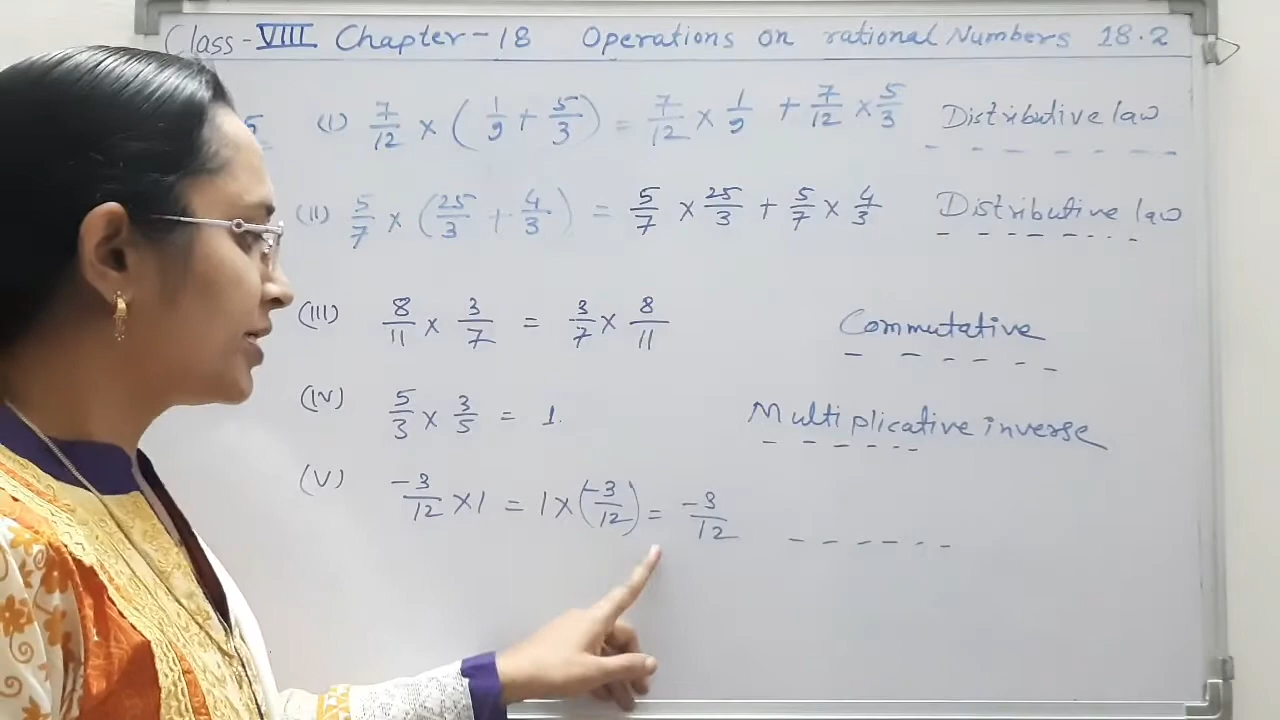 Class-VIII Chapter-18 Operations on rational Numbers 18.2
5 (I) 7/12 × (1/9 + 5/3) = 7/12 × 1/9 + 7/12 × 5/3 Distributive law
(II) 5/7 × (25/3 + 4/3) = 5/7 × 25/3 + 5/7 × 4/3 Distributive law
(III) 8/11 × 3/7 = 3/7 × 8/11 Commutative
(IV) 5/3 × 3/5 = 1. Multiplicative inverse
(V) -3/12 × 1 = 1 × (-3/12) = -3/12 ------